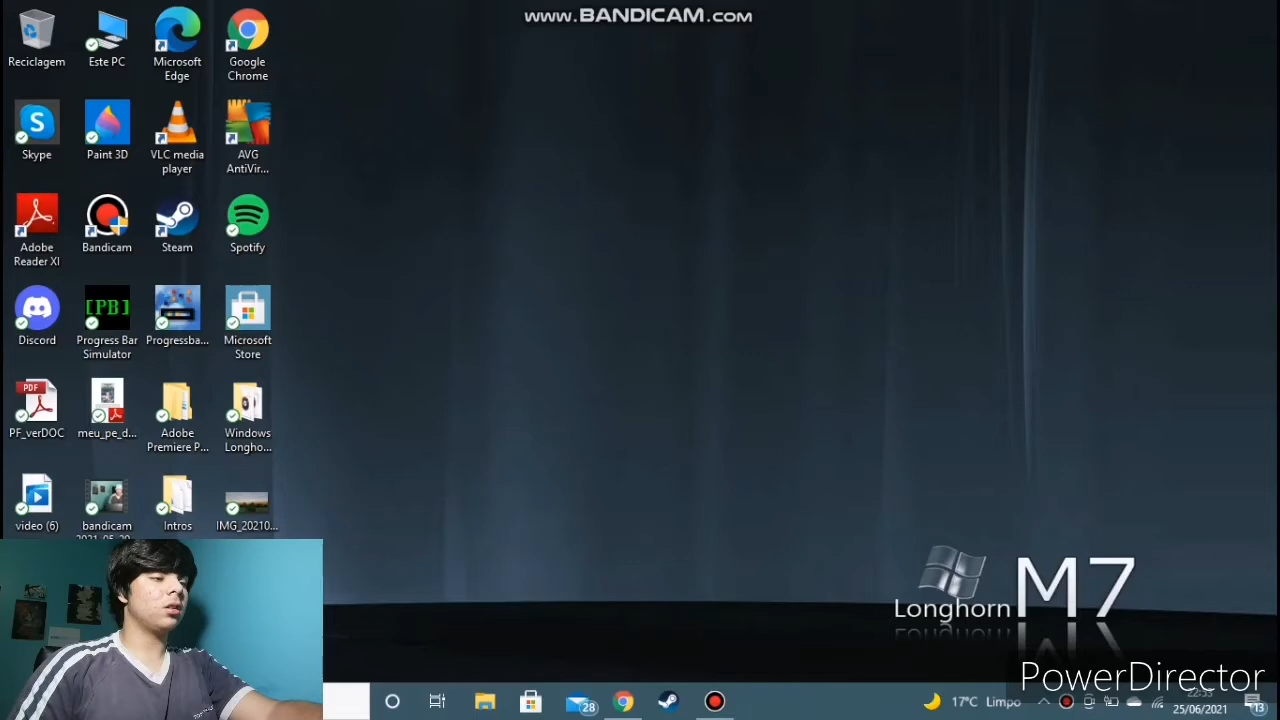 www.BANDICAM.com
Reciclagem
Este PC
Microsoft
Edge
Google
Chrome
Skype
Paint 3D
VLC media
player
AVG
AntiVir...
Adobe
Reader XI
Bandicam
Steam
Spotify
Discord
[PB]
Progress Bar
Simulator
Progressba...
Microsoft
Store
PDF
PF_verDOC
meu_pe_d...
Adobe
Premiere P...
Windows
Longho...
video (6)
bandicam
Intros
IMG_20210...
Longhorn M7
PowerDirector
28
17°C Limpo
25/06/2021
13